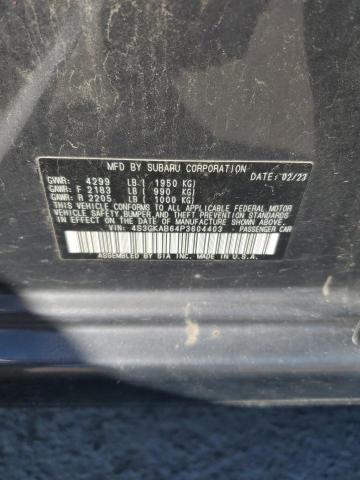 MFD BY SUBARU CORPORATION DATE: 02/23
GVWR: 4299 LB.( 1950 KG)
GAWR: F 2183 LB ( 990 KG)
GAWR: R 2205 LB ( 1000 KG)
THIS VEHICLE CONFORMS TO ALL APPLICABLE FEDERAL MOTOR
VEHICLE SAFETY,BUMPER,AND THEFT PREVENTION STANDARDS
IN EFFECT ON THE DATE OF MANUFACTURE SHOWN ABOVE.
VIN: 4S3GKAB64P3604403 PASSENGER CAR
ASSEMBLED BY SIA INC. MADE IN U.S.A.